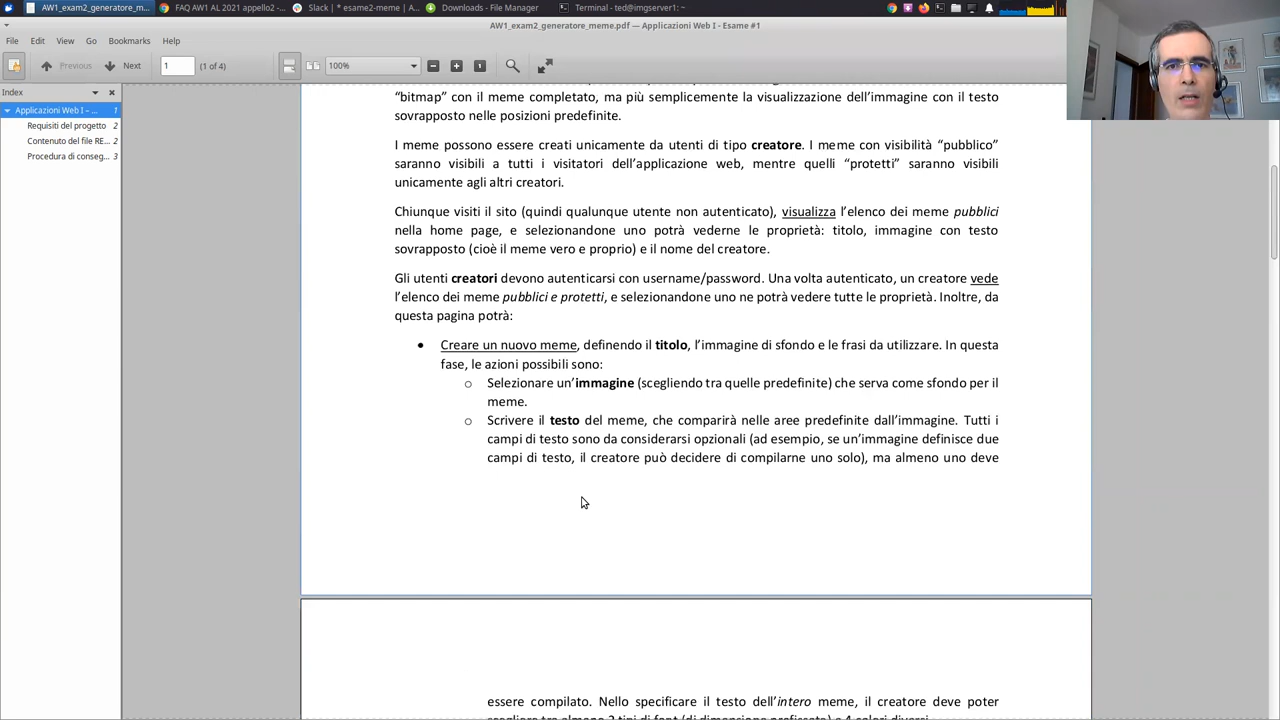 AW1_exam2_generatore_m...
FAQ AW1 AL 2021 appello2 -
Slack | * esame2-meme | A...
Downloads - File Manager
Terminal - ted@imgserver1: ~
AW1_exam2_generatore_meme.pdf — Applicazioni Web I - Esame #1
File Edit View Go Bookmarks Help
Previous Next 1 (1 of 4) 100%
Index
Applicazioni Web I – ... 1
Requisiti del progetto 2
Contenuto del file RE... 2
Procedura di conseg... 3
“bitmap” con il meme completato, ma più semplicemente la visualizzazione dell’immagine con il testo
sovrapposto nelle posizioni predefinite.
I meme possono essere creati unicamente da utenti di tipo creatore. I meme con visibilità “pubblico”
saranno visibili a tutti i visitatori dell’applicazione web, mentre quelli “protetti” saranno visibili
unicamente agli altri creatori.
Chiunque visiti il sito (quindi qualunque utente non autenticato), visualizza l’elenco dei meme pubblici
nella home page, e selezionandone uno potrà vederne le proprietà: titolo, immagine con testo
sovrapposto (cioè il meme vero e proprio) e il nome del creatore.
Gli utenti creatori devono autenticarsi con username/password. Una volta autenticato, un creatore vede
l’elenco dei meme pubblici e protetti, e selezionandone uno ne potrà vedere tutte le proprietà. Inoltre, da
questa pagina potrà:
● Creare un nuovo meme, definendo il titolo, l’immagine di sfondo e le frasi da utilizzare. In questa
fase, le azioni possibili sono:
○ Selezionare un’immagine (scegliendo tra quelle predefinite) che serva come sfondo per il
meme.
○ Scrivere il testo del meme, che comparirà nelle aree predefinite dall’immagine. Tutti i
campi di testo sono da considerarsi opzionali (ad esempio, se un’immagine definisce due
campi di testo, il creatore può decidere di compilarne uno solo), ma almeno uno deve
essere compilato. Nello specificare il testo dell’intero meme, il creatore deve poter
scegliere tra almeno 2 tipi di font (di dimensione prefissata) e 4 colori diversi.